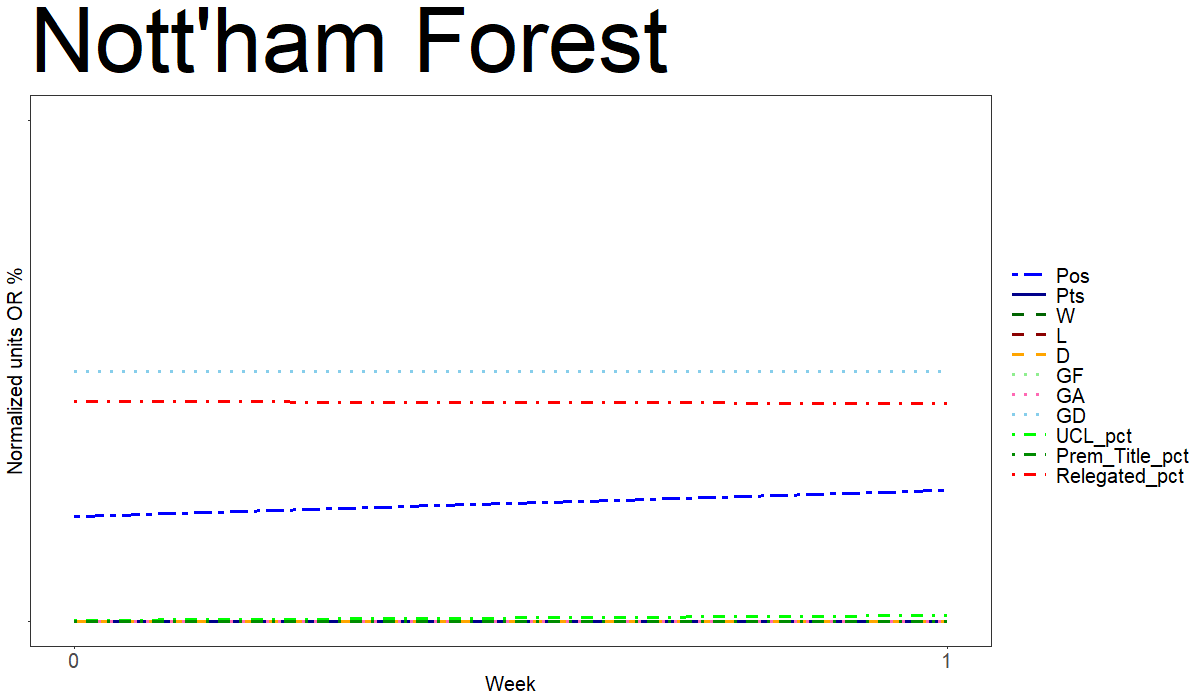 Nott'ham Forest
Normalized units OR %
Pos
Pts
W
L
D
GF
GA
GD
UCL_pct
Prem_Title_pct
Relegated_pct
0
1
Week